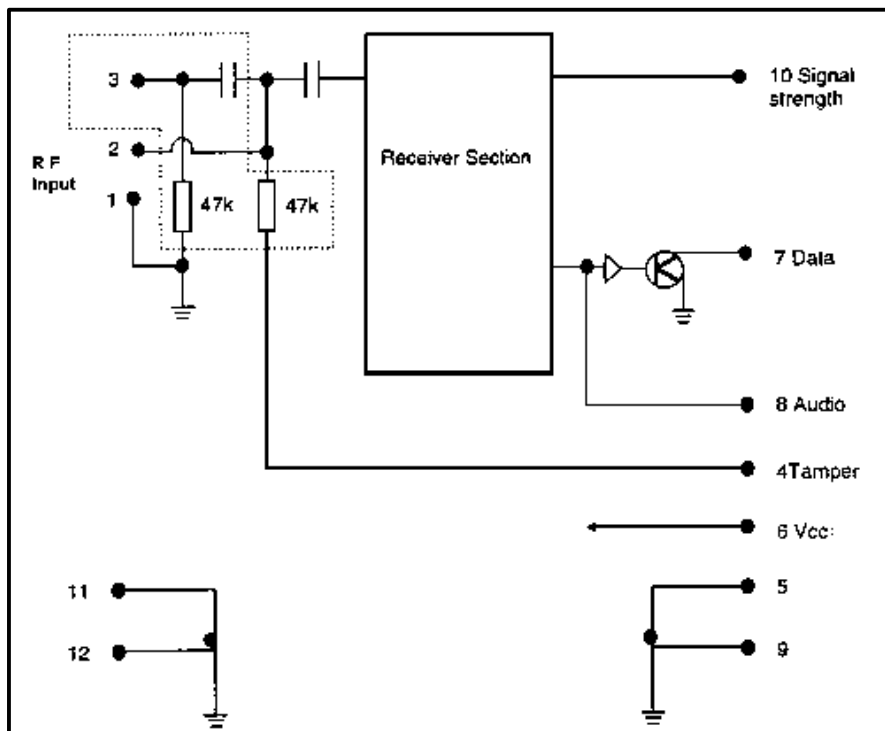 3
10 Signal
strength
2
R F
Input
Receiver Section
1
47k
47k
7 Data
8 Audio
4Tamper
6 Vcc:
11
5
12
9